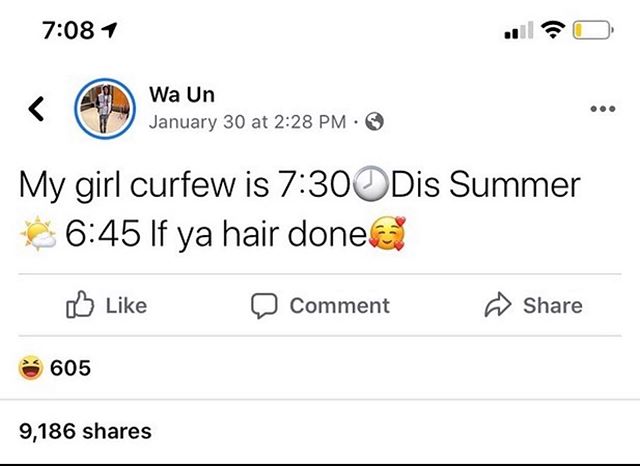 7:08
Wa Un
January 30 at 2:28 PM ·
My girl curfew is 7:30🕗Dis Summer
🌤️ 6:45 If ya hair done🥰
Like Comment Share
😆 605
9,186 shares